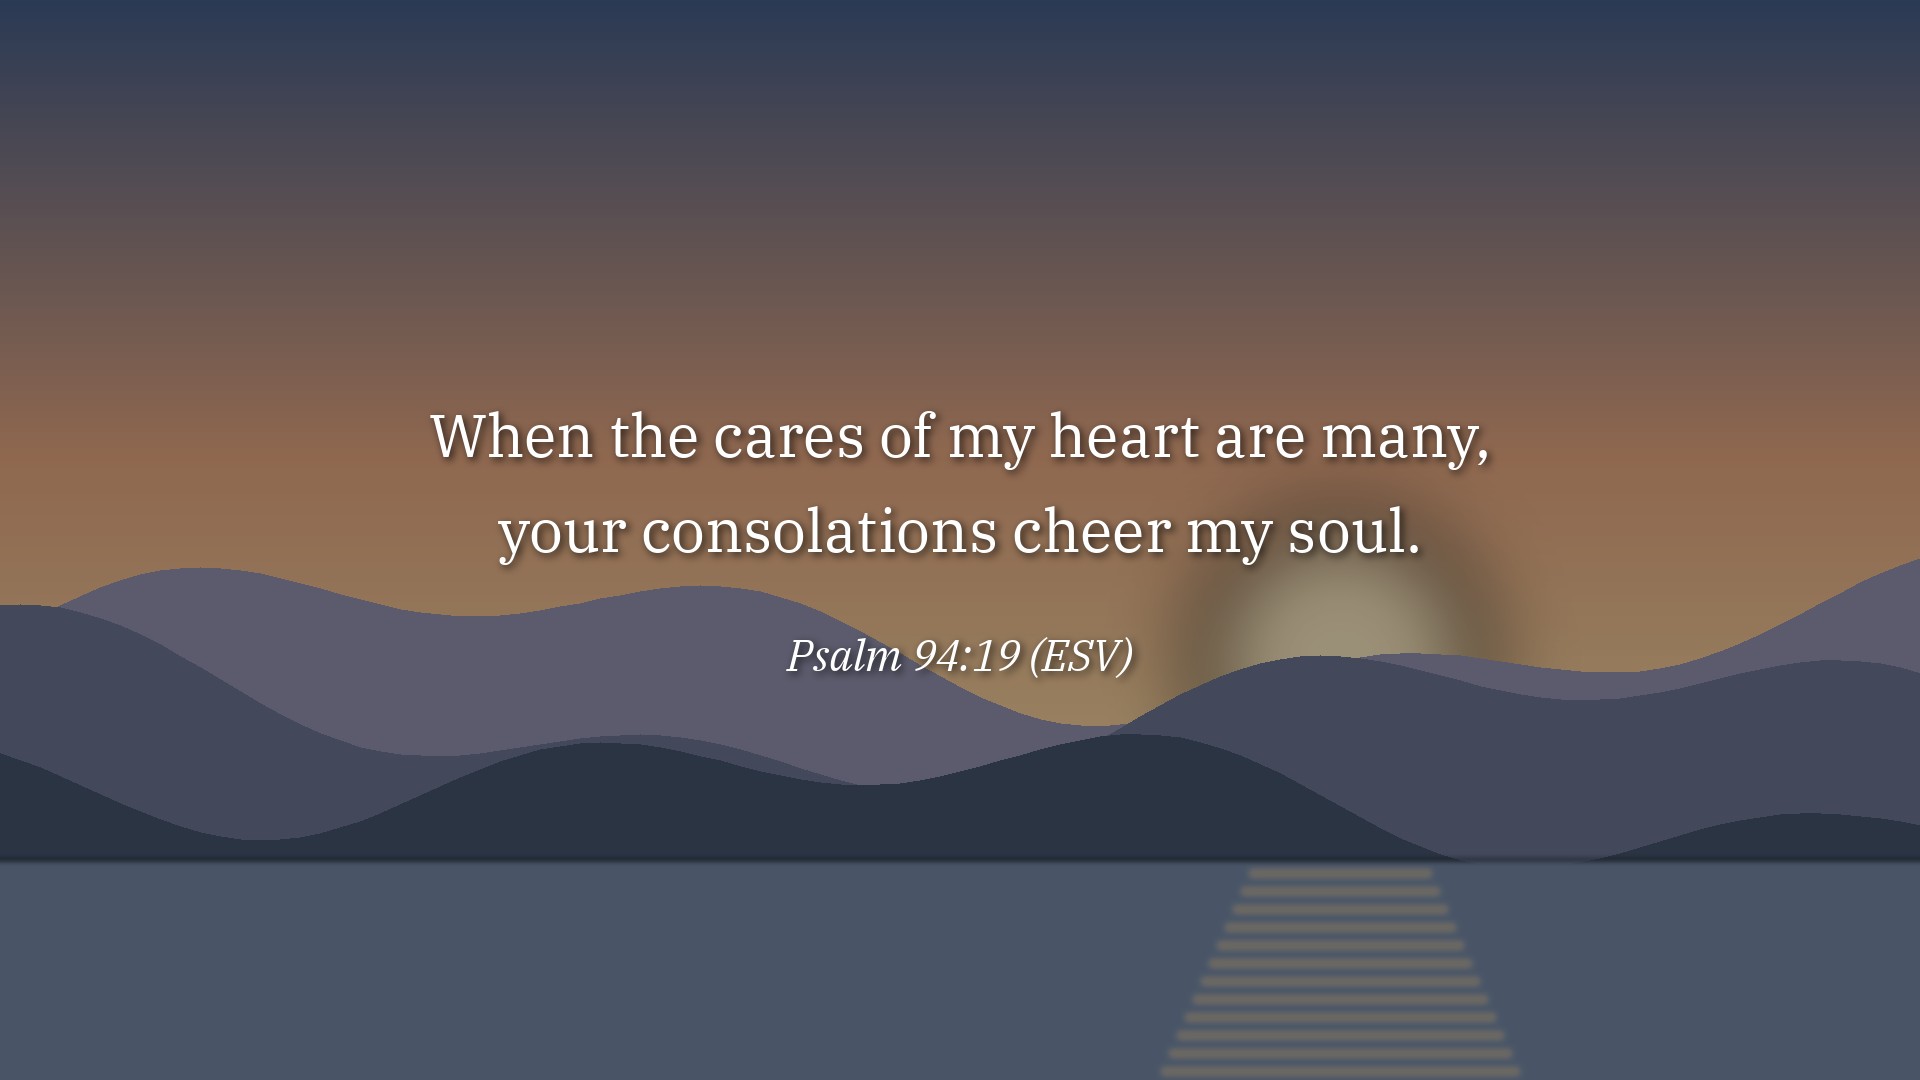 When the cares of my heart are many,
your consolations cheer my soul.
Psalm 94:19 (ESV)